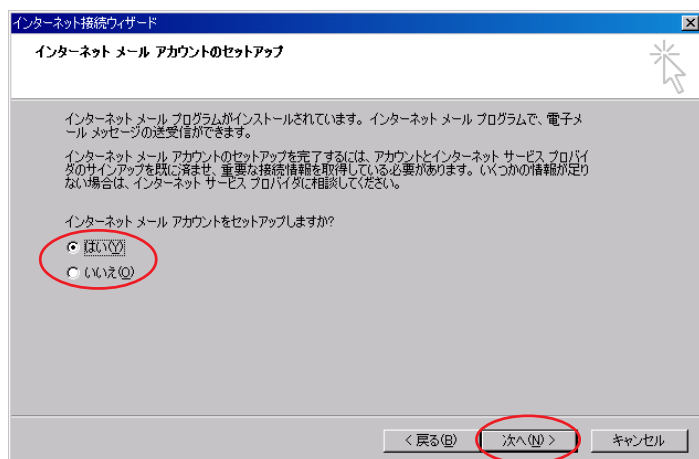 インターネット接続ウィザード
インターネット メール アカウントのセットアップ
インターネット メール プログラムがインストールされています。インターネット メール プログラムで、電子メ
ール メッセージの送受信ができます。
インターネット メール アカウントのセットアップを完了するには、アカウントとインターネット サービス プロバイ
ダのサインアップを既に済ませ、重要な接続情報を取得している必要があります。いくつかの情報が足り
ない場合は、インターネット サービス プロバイダに相談してください。
インターネット メール アカウントをセットアップしますか?
はい(Y)
いいえ(O)
< 戻る(B) 次へ(N) > キャンセル